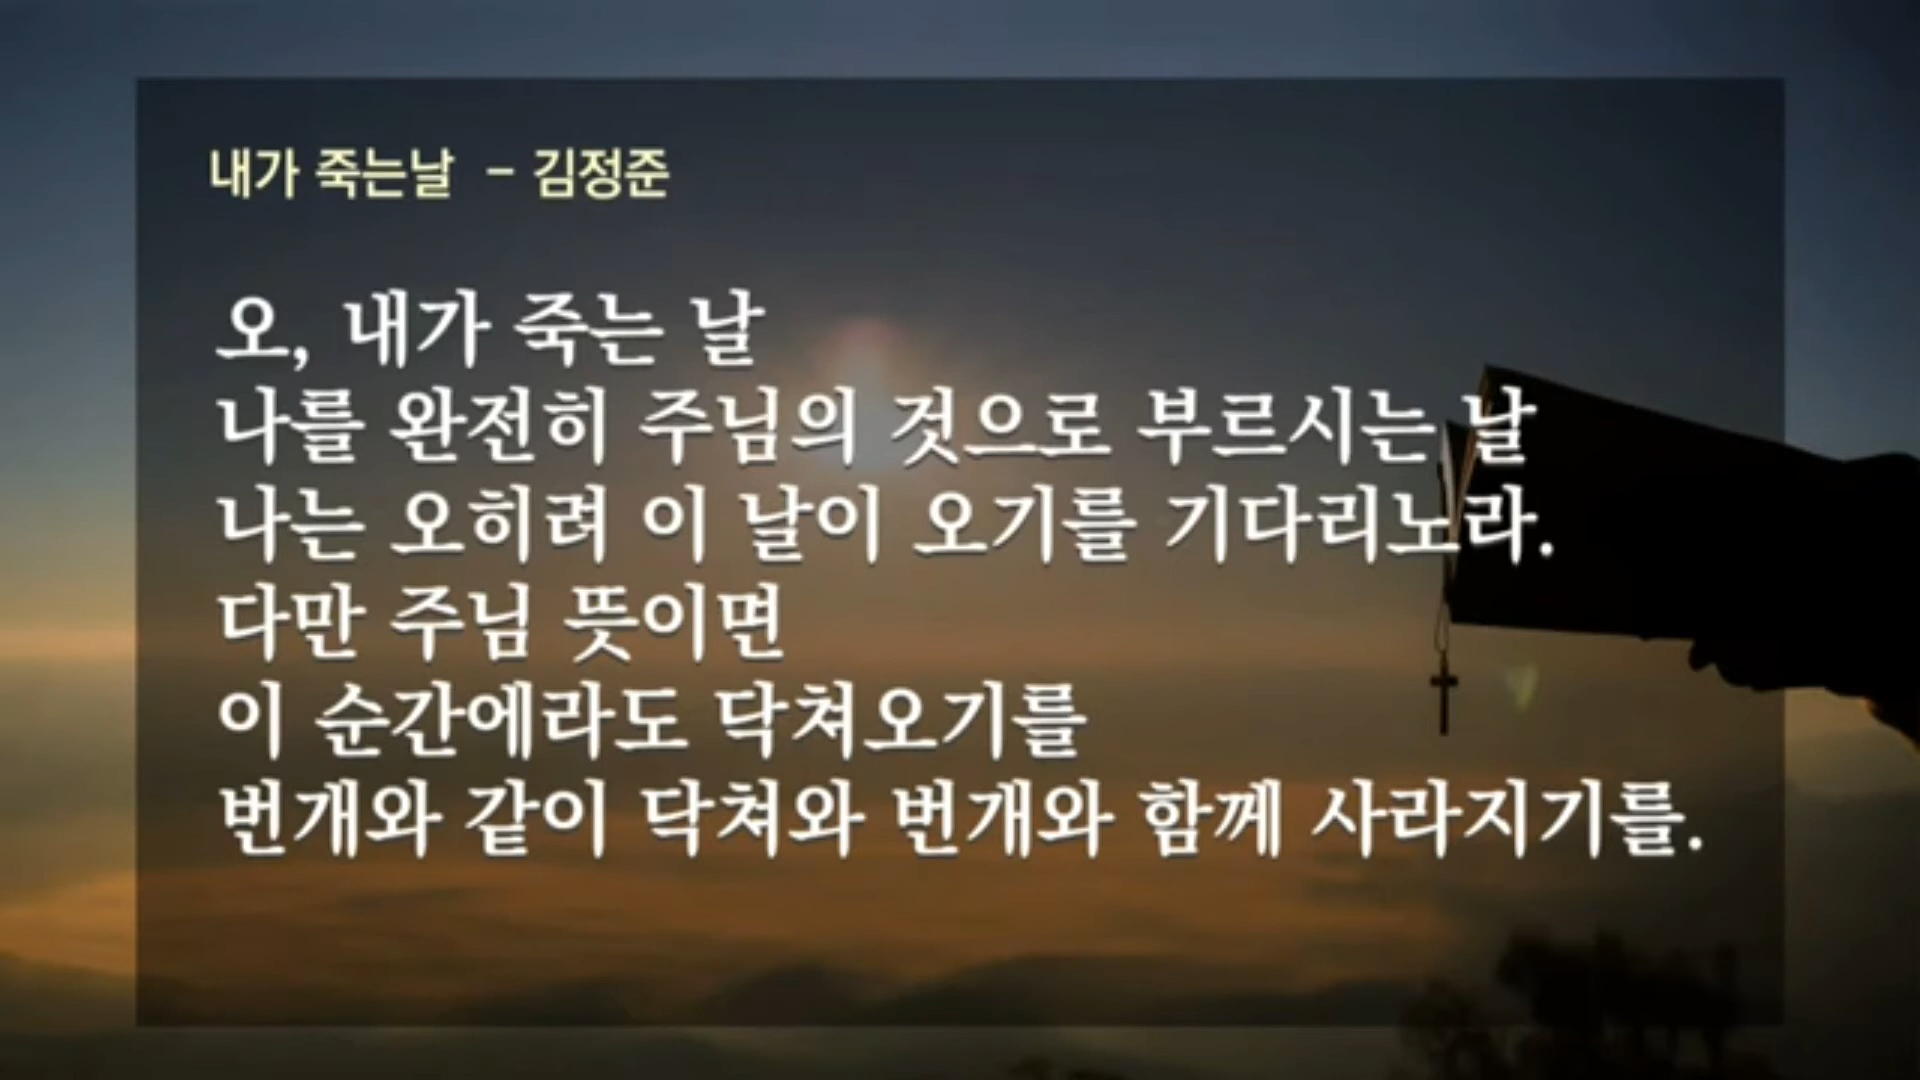 내가 죽는날 - 김정준
오, 내가 죽는 날
나를 완전히 주님의 것으로 부르시는 날
나는 오히려 이 날이 오기를 기다리노라.
다만 주님 뜻이면
이 순간에라도 닥쳐오기를
번개와 같이 닥쳐와 번개와 함께 사라지기를.